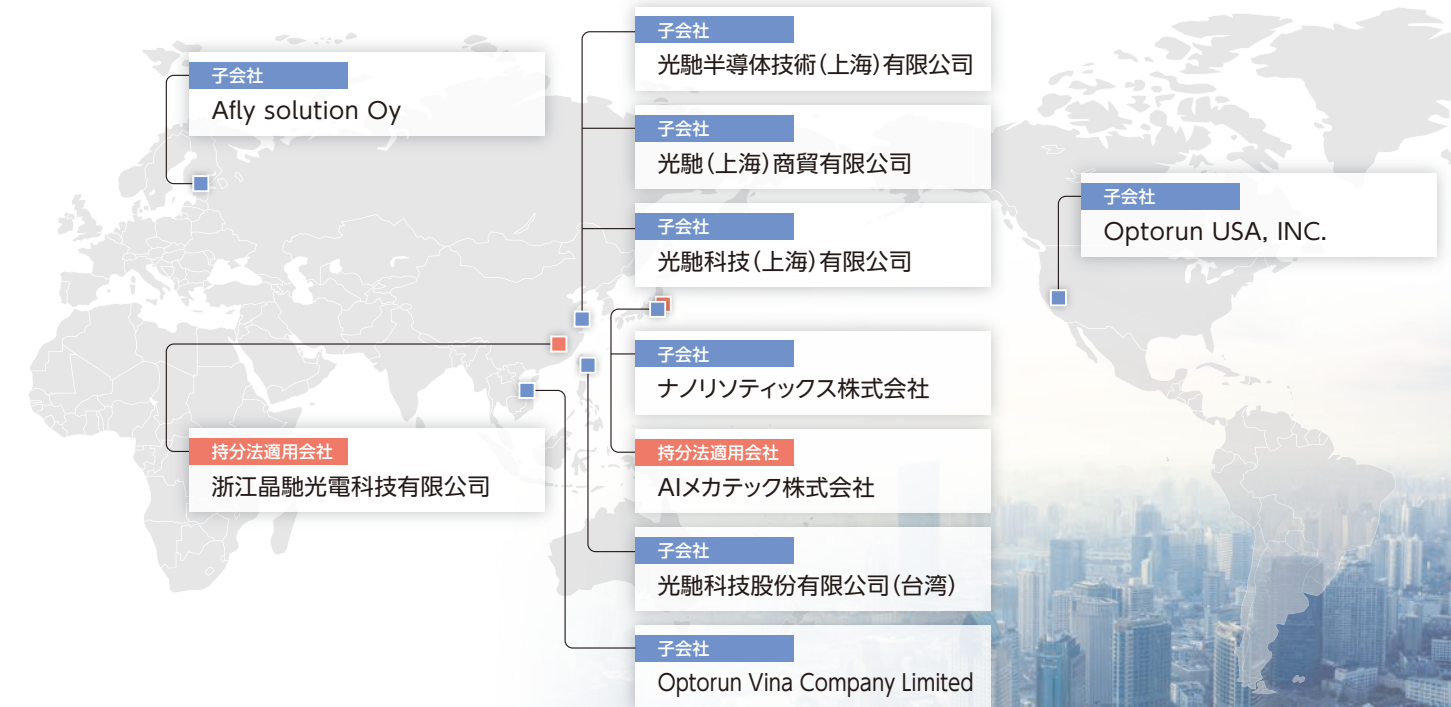 子会社
Afly solution Oy
持分法適用会社
浙江晶馳光電科技有限公司
子会社
光馳半導体技術(上海)有限公司
子会社
光馳(上海)商貿有限公司
子会社
光馳科技(上海)有限公司
子会社
ナノリソティックス株式会社
持分法適用会社
AIメカテック株式会社
子会社
光馳科技股份有限公司(台湾)
子会社
Optorun Vina Company Limited
子会社
Optorun USA, INC.